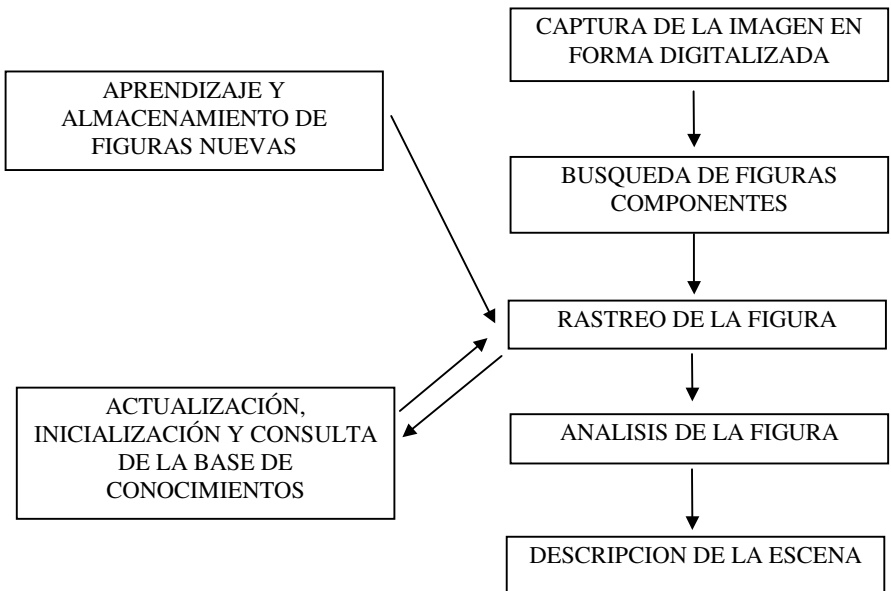 CAPTURA DE LA IMAGEN EN
FORMA DIGITALIZADA
APRENDIZAJE Y
ALMACENAMIENTO DE
FIGURAS NUEVAS
BUSQUEDA DE FIGURAS
COMPONENTES
RASTREO DE LA FIGURA
ACTUALIZACIÓN,
INICIALIZACIÓN Y CONSULTA
DE LA BASE DE
CONOCIMIENTOS
ANALISIS DE LA FIGURA
DESCRIPCION DE LA ESCENA